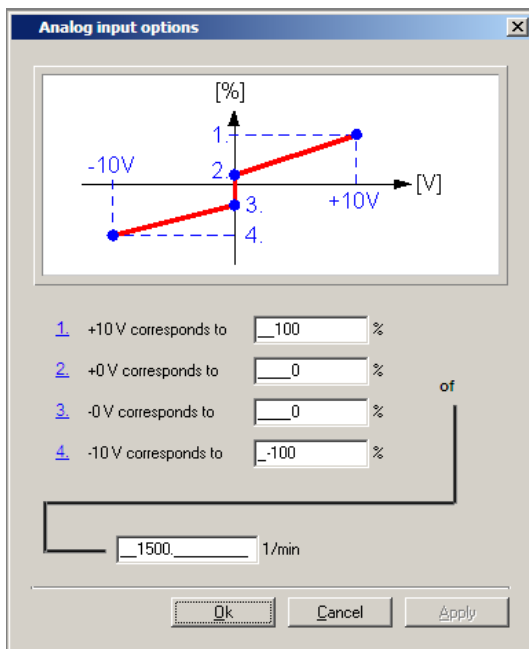 Analog input options
[%]
1.
-10V
2.
[V]
3.
+10V
4.
1. +10 V corresponds to __100 %
2. +0 V corresponds to ____0 %
of
3. -0 V corresponds to ____0 %
4. -10 V corresponds to _-100 %
__1500.________ 1/min
Ok Cancel Apply